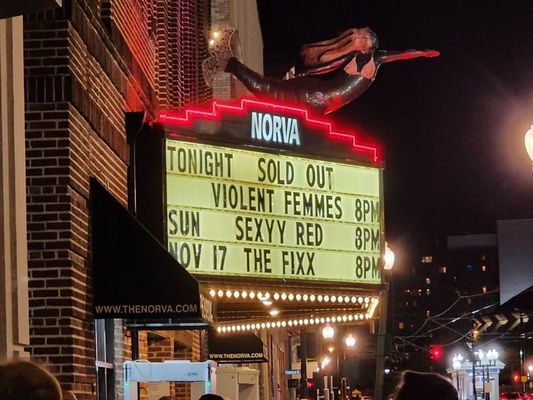 NORVA
TONIGHT SOLD OUT
VIOLENT FEMMES 8PM
SUN SEXYY RED 8PM
NOV 17 THE FIXX 8PM
WWW.THENORVA.COM
WWW.THENORVA.COM